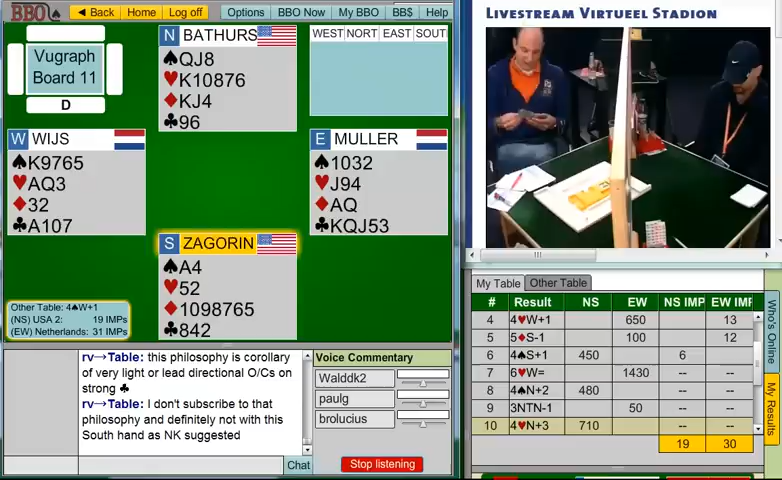 BBO ◄ Back Home Log off Options BBO Now My BBO BB$ Help
LIVESTREAM VIRTUEEL STADION
Vugraph
Board 11
D
N BATHURS
♠QJ8
♥K10876
♦KJ4
♣96
WEST NORT EAST SOUT
W WIJS
♠K9765
♥AQ3
♦32
♣A107
E MULLER
♠1032
♥J94
♦AQ
♣KQJ53
S ZAGORIN
♠A4
♥52
♦1098765
♣842
Other Table: 4♠W+1
(NS) USA 2: 19 IMPs
(EW) Netherlands: 31 IMPs
rv→Table: this philosophy is corollary
of very light or lead directional O/Cs on
strong ♣
rv→Table: I don't subscribe to that
philosophy and definitely not with this
South hand as NK suggested
Chat
Voice Commentary
Walddk2
paulg
brolucius
Stop listening
My Table Other Table
# Result NS EW NS IMP EW IMF
4 4♥W+1 650 13
5 5♦S-1 100 12
6 4♠S+1 450 6
7 6♥W= 1430 -- --
8 4♠N+2 480 -- --
9 3NTN-1 50 -- --
10 4♥N+3 710 -- --
19 30
Who's Online
My Results